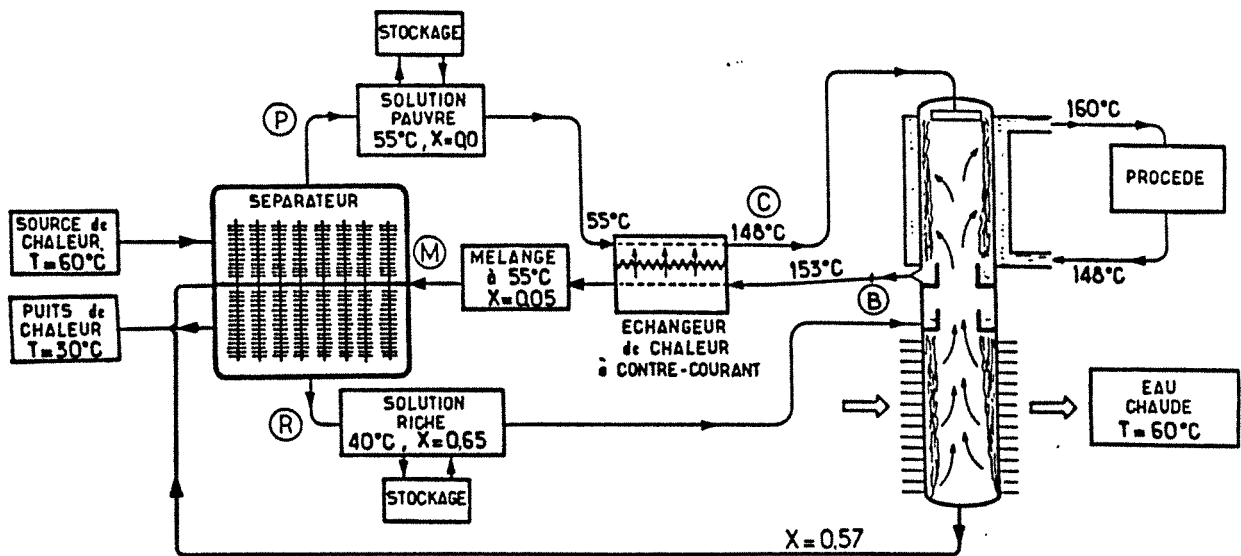 STOCKAGE
SOLUTION
PAUVRE
55°C, X=0,0
P
SEPARATEUR
SOURCE de
CHALEUR,
T=60°C
PUITS de
CHALEUR
T=30°C
M
MELANGE
à 55°C
X=0.05
55°C
148°C
C
153°C
B
ECHANGEUR
de CHALEUR
à CONTRE-COURANT
160°C
PROCEDE
148°C
R
SOLUTION
RICHE
40°C, X=0,65
STOCKAGE
EAU
CHAUDE
T=60°C
X=0.57